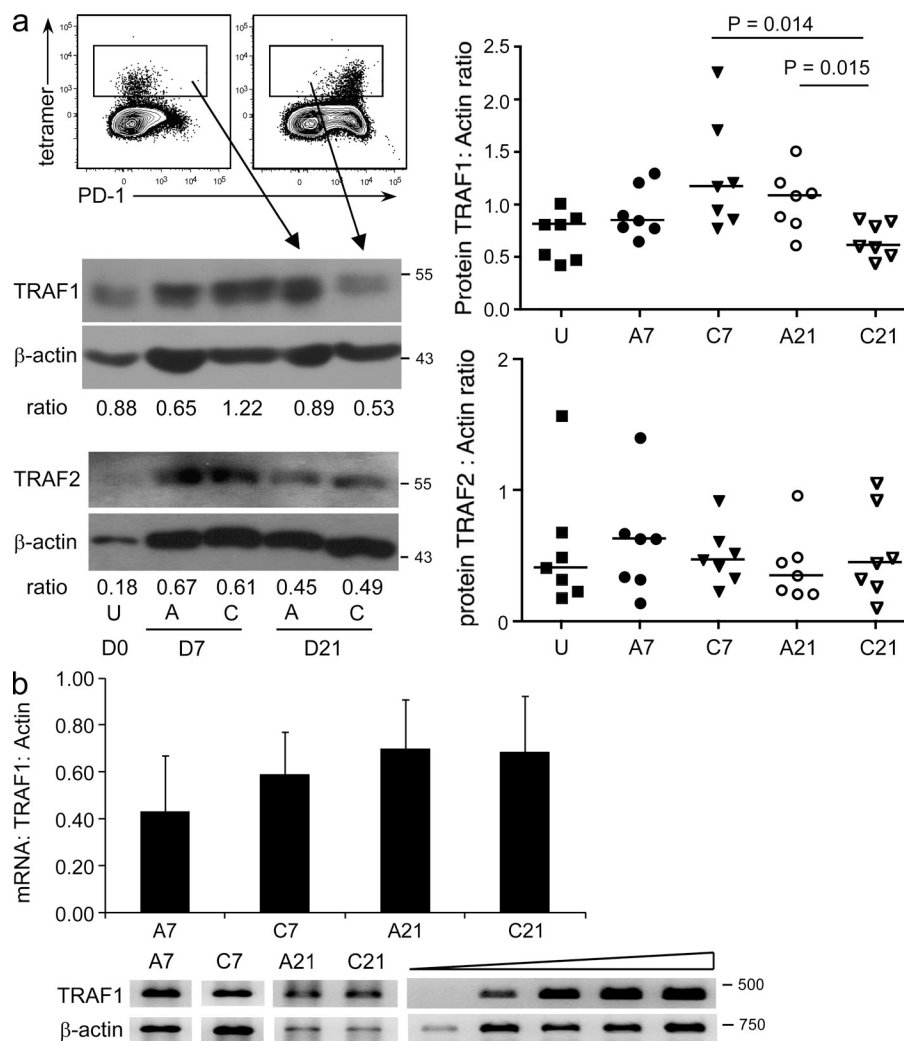 a
10⁵
10⁴
10³
0
tetramer
0 10³ 10⁴ 10⁵
0 10³ 10⁴ 10⁵
PD-1
TRAF1
55
β-actin
43
ratio 0.88 0.65 1.22 0.89 0.53
TRAF2
55
β-actin
43
ratio 0.18 0.67 0.61 0.45 0.49
U A C A C
D0 D7 D21
P = 0.014
P = 0.015
Protein TRAF1: Actin ratio
2.5
2.0
1.5
1.0
0.5
0.0
U A7 C7 A21 C21
protein TRAF2 : Actin ratio
2
1
0
U A7 C7 A21 C21
b
mRNA: TRAF1: Actin
1.00
0.80
0.60
0.40
0.20
0.00
A7 C7 A21 C21
A7 C7 A21 C21
TRAF1
500
β-actin
750